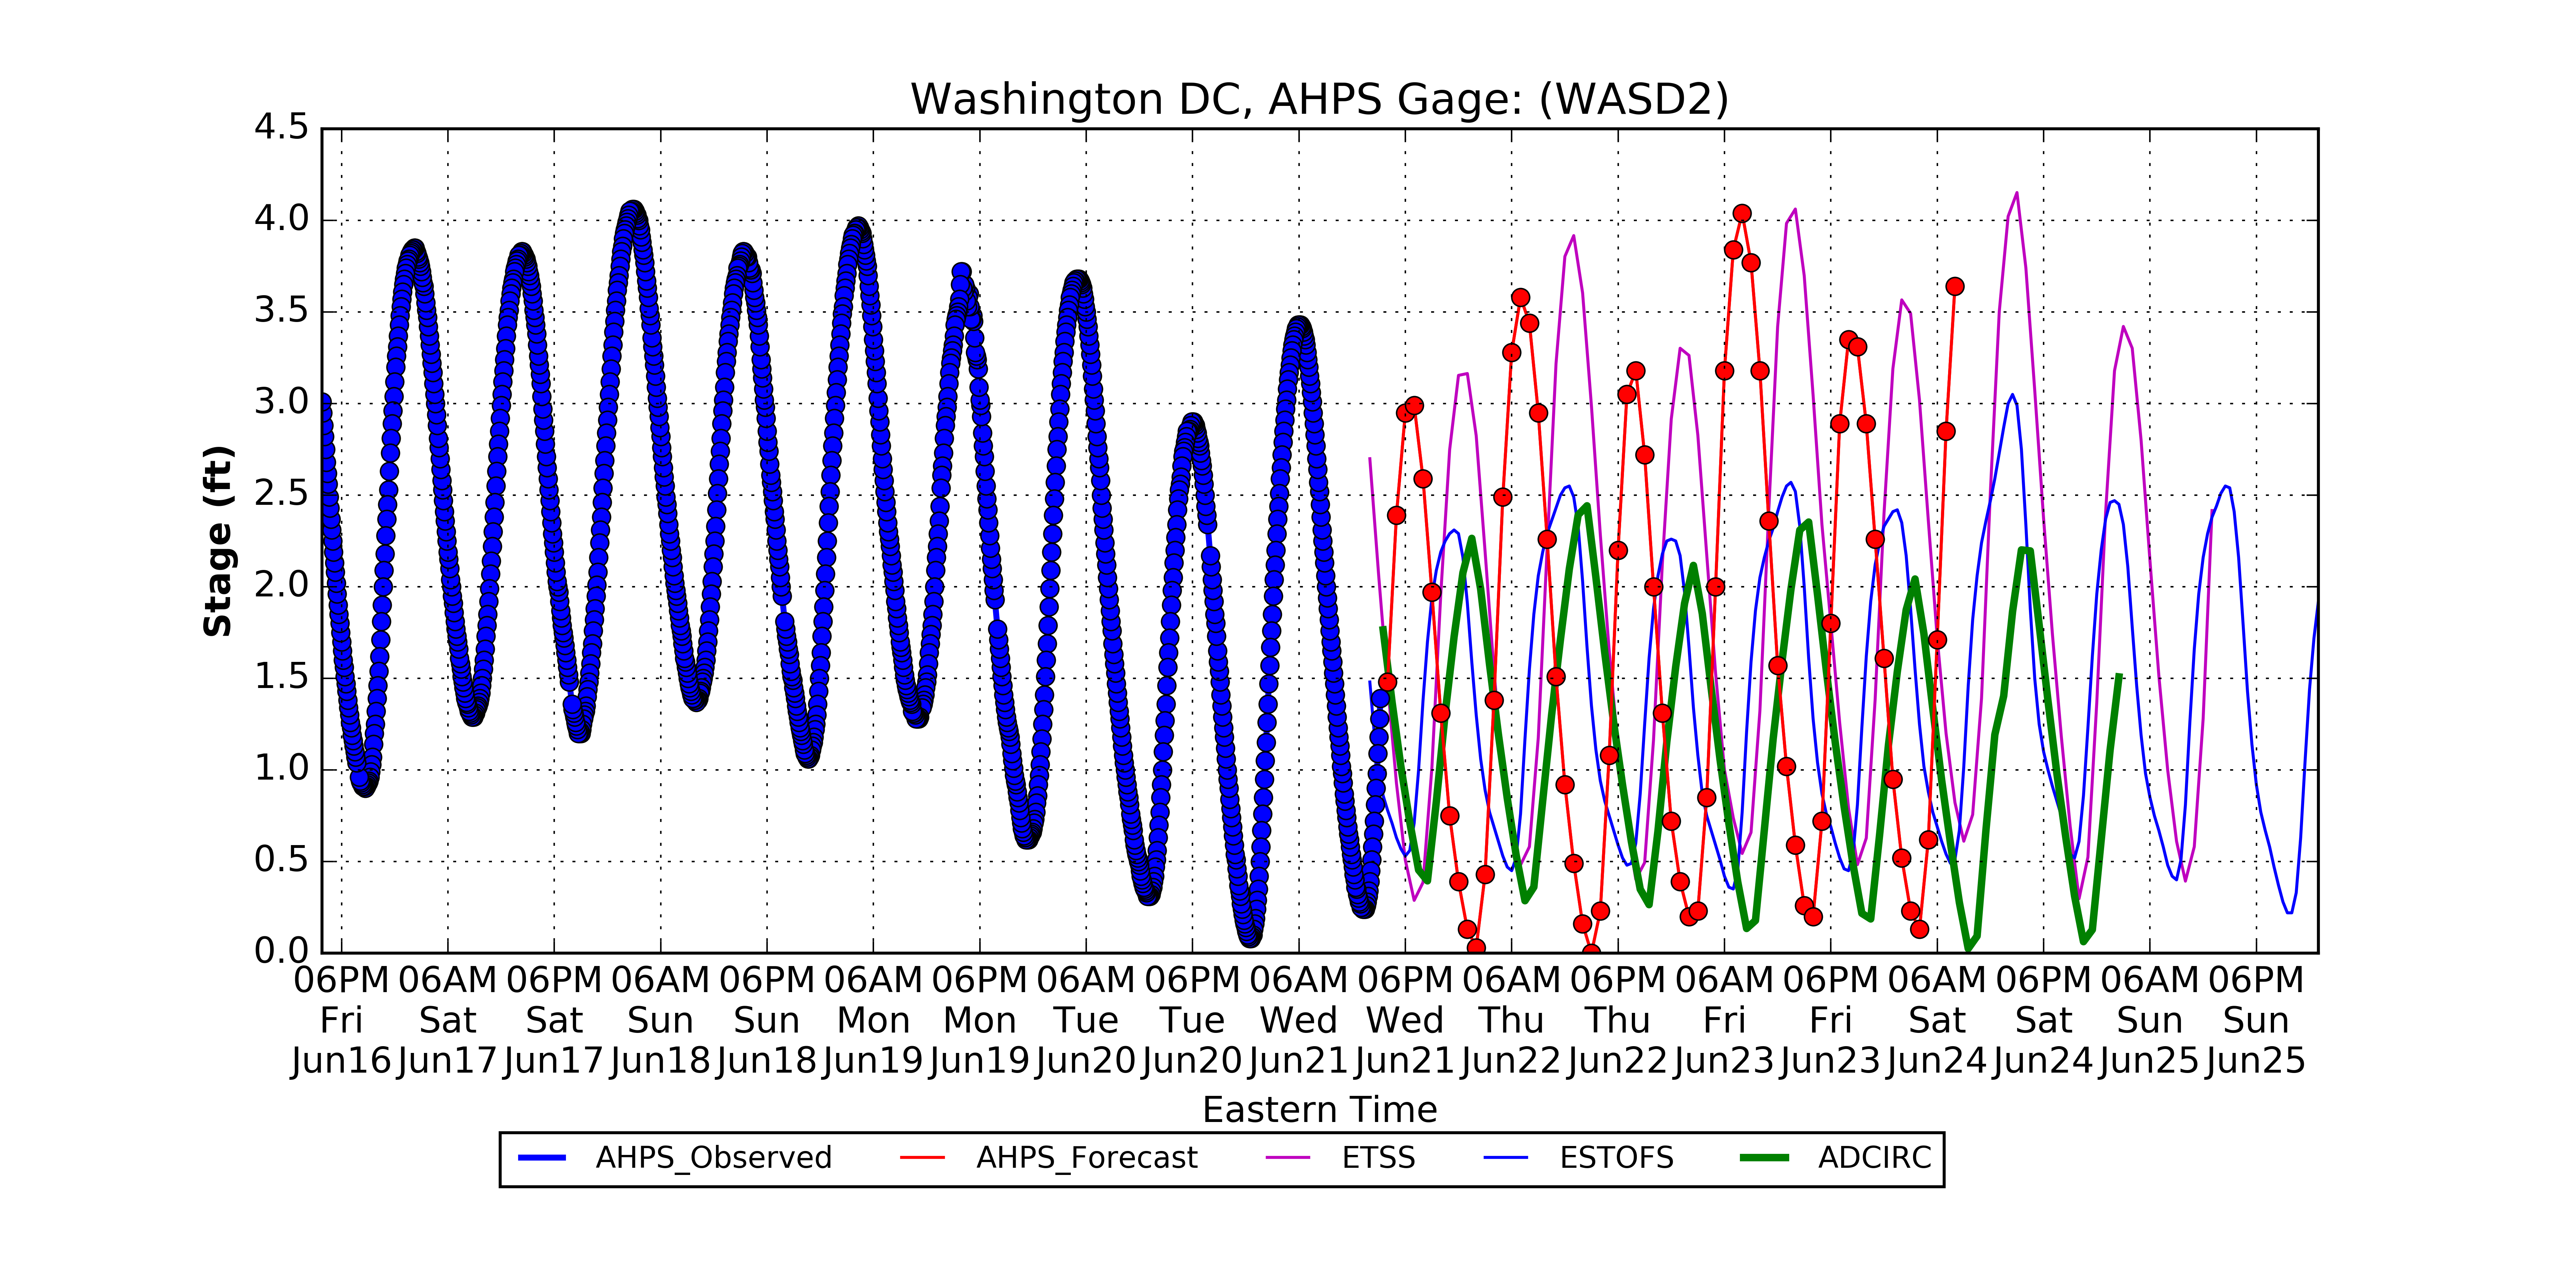 Washington DC, AHPS Gage: (WASD2)
4.5
4.0
3.5
3.0
2.5
2.0
1.5
1.0
0.5
0.0
Stage (ft)
06PM 06AM 06PM 06AM 06PM 06AM 06PM 06AM 06PM 06AM 06PM 06AM 06PM 06AM 06PM 06AM 06PM 06AM 06PM
Fri Sat Sat Sun Sun Mon Mon Tue Tue Wed Wed Thu Thu Fri Fri Sat Sat Sun Sun
Jun16 Jun17 Jun17 Jun18 Jun18 Jun19 Jun19 Jun20 Jun20 Jun21 Jun21 Jun22 Jun22 Jun23 Jun23 Jun24 Jun24 Jun25 Jun25
Eastern Time
AHPS_Observed AHPS_Forecast ETSS ESTOFS ADCIRC